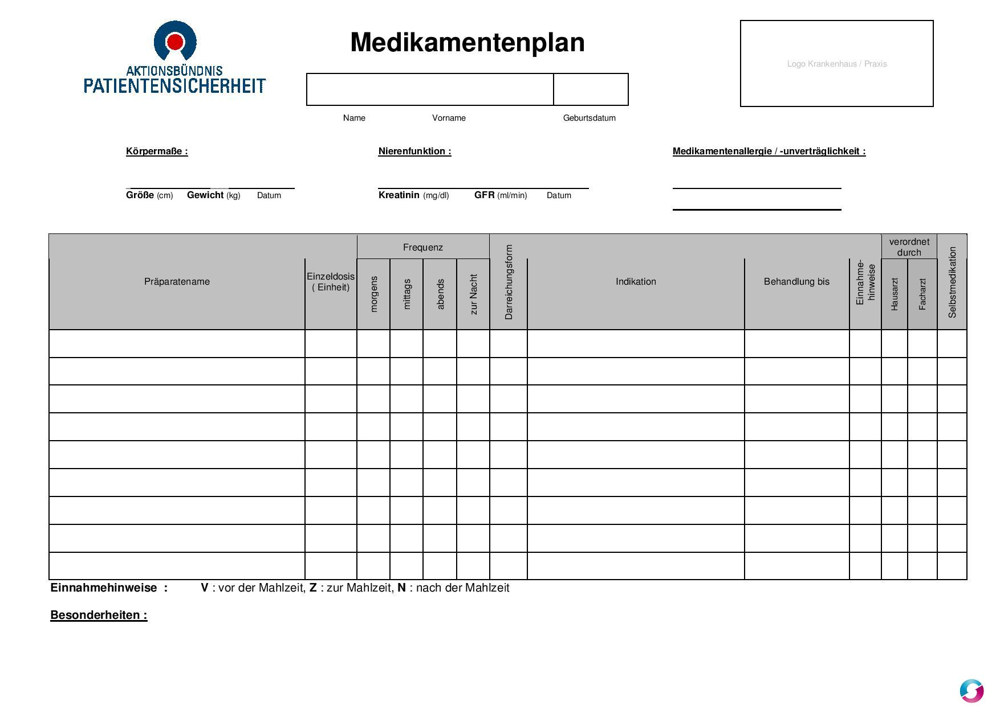 AKTIONSBÜNDNIS
PATIENTENSICHERHEIT
Medikamentenplan
Logo Krankenhaus / Praxis
Name Vorname Geburtsdatum
Körpermaße : Nierenfunktion : Medikamentenallergie / -unverträglichkeit :
Größe (cm) Gewicht (kg) Datum Kreatinin (mg/dl) GFR (ml/min) Datum
Präparatename
Einzeldosis
( Einheit)
Frequenz
morgens
mittags
abends
zur Nacht
Darreichungsform
Indikation
Behandlung bis
Einnahme-
hinweise
verordnet
durch
Hausarzt
Facharzt
Selbstmedikation
Einnahmehinweise : V : vor der Mahlzeit, Z : zur Mahlzeit, N : nach der Mahlzeit
Besonderheiten :